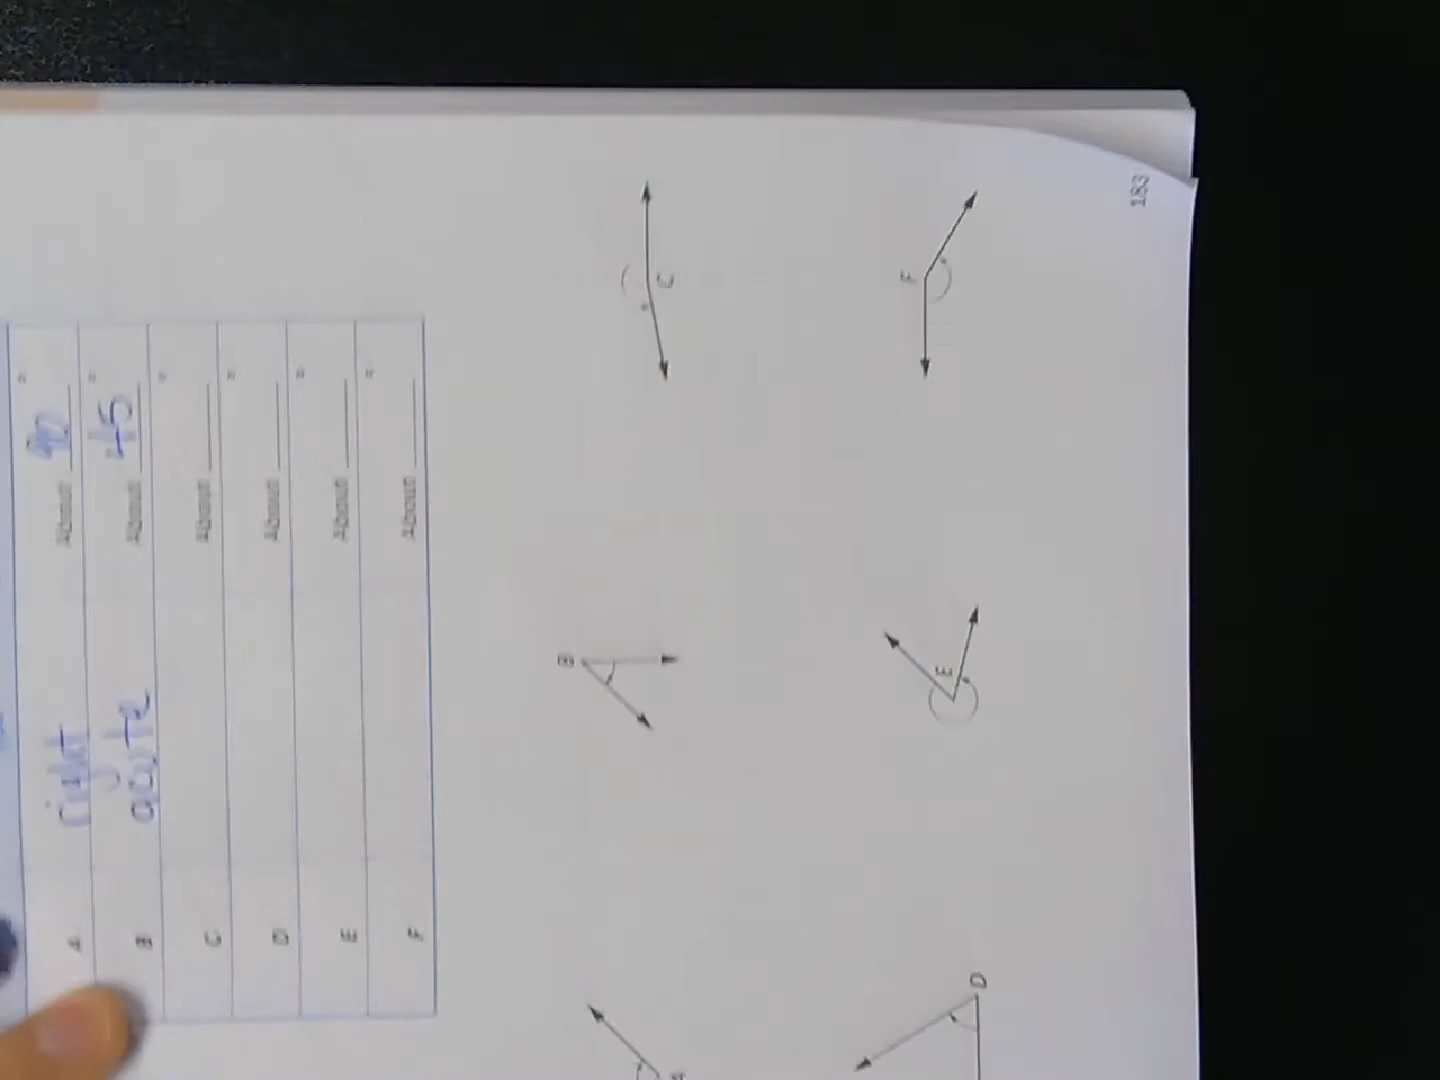 A right About 90 °
B acute About 45 °
C About °
D About °
E About °
F About °
B
C
D
E
F
183